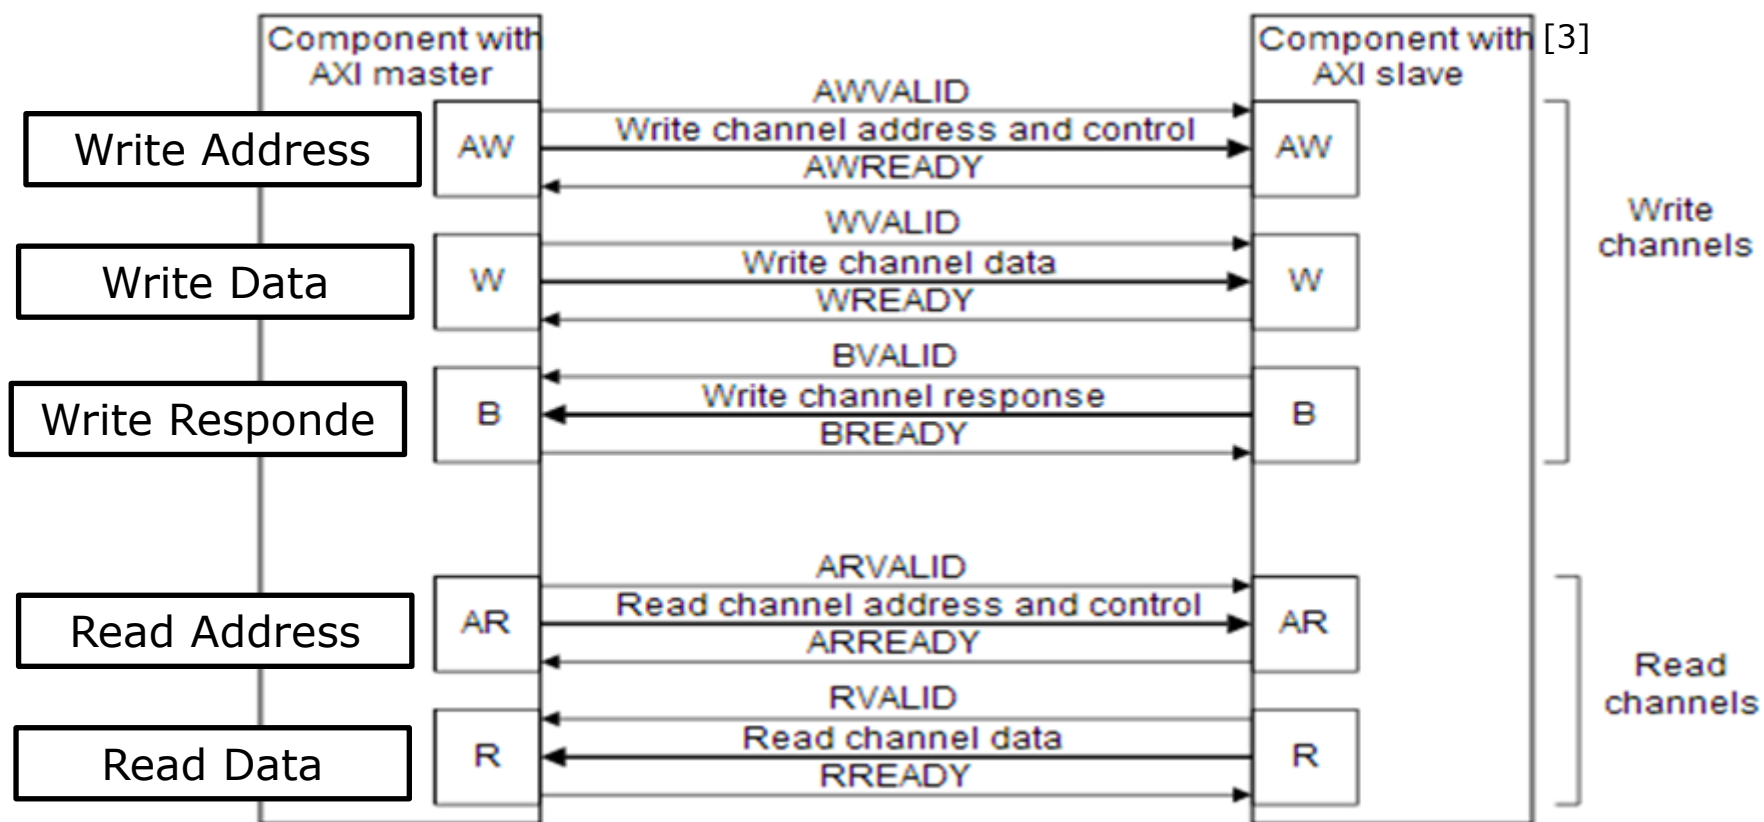 Component with
AXI master
Component with
AXI slave
[3]
Write Address
AW
AWVALID
Write channel address and control
AWREADY
AW
Write Data
W
WVALID
Write channel data
WREADY
W
Write
channels
Write Responde
B
BVALID
Write channel response
BREADY
B
Read Address
AR
ARVALID
Read channel address and control
ARREADY
AR
Read Data
R
RVALID
Read channel data
RREADY
R
Read
channels